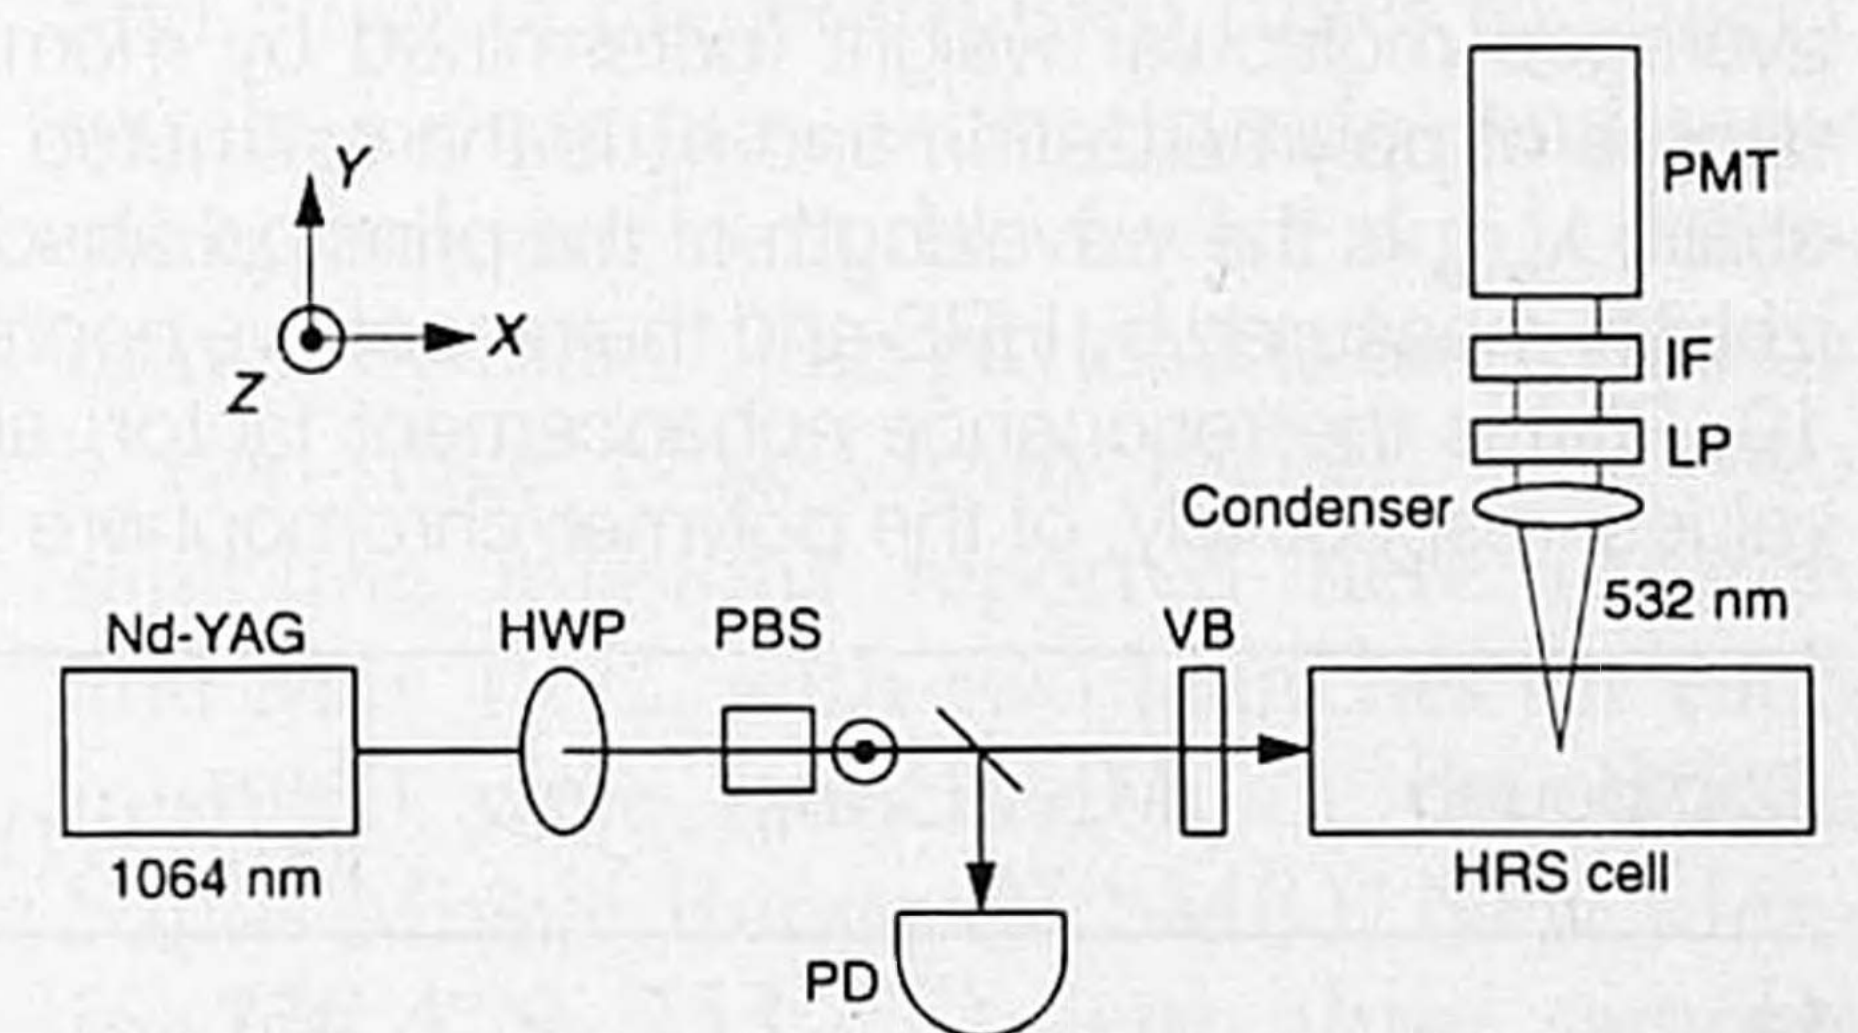 Y
X
Z
PMT
IF
LP
Condenser
532 nm
Nd-YAG
HWP
PBS
VB
1064 nm
HRS cell
PD